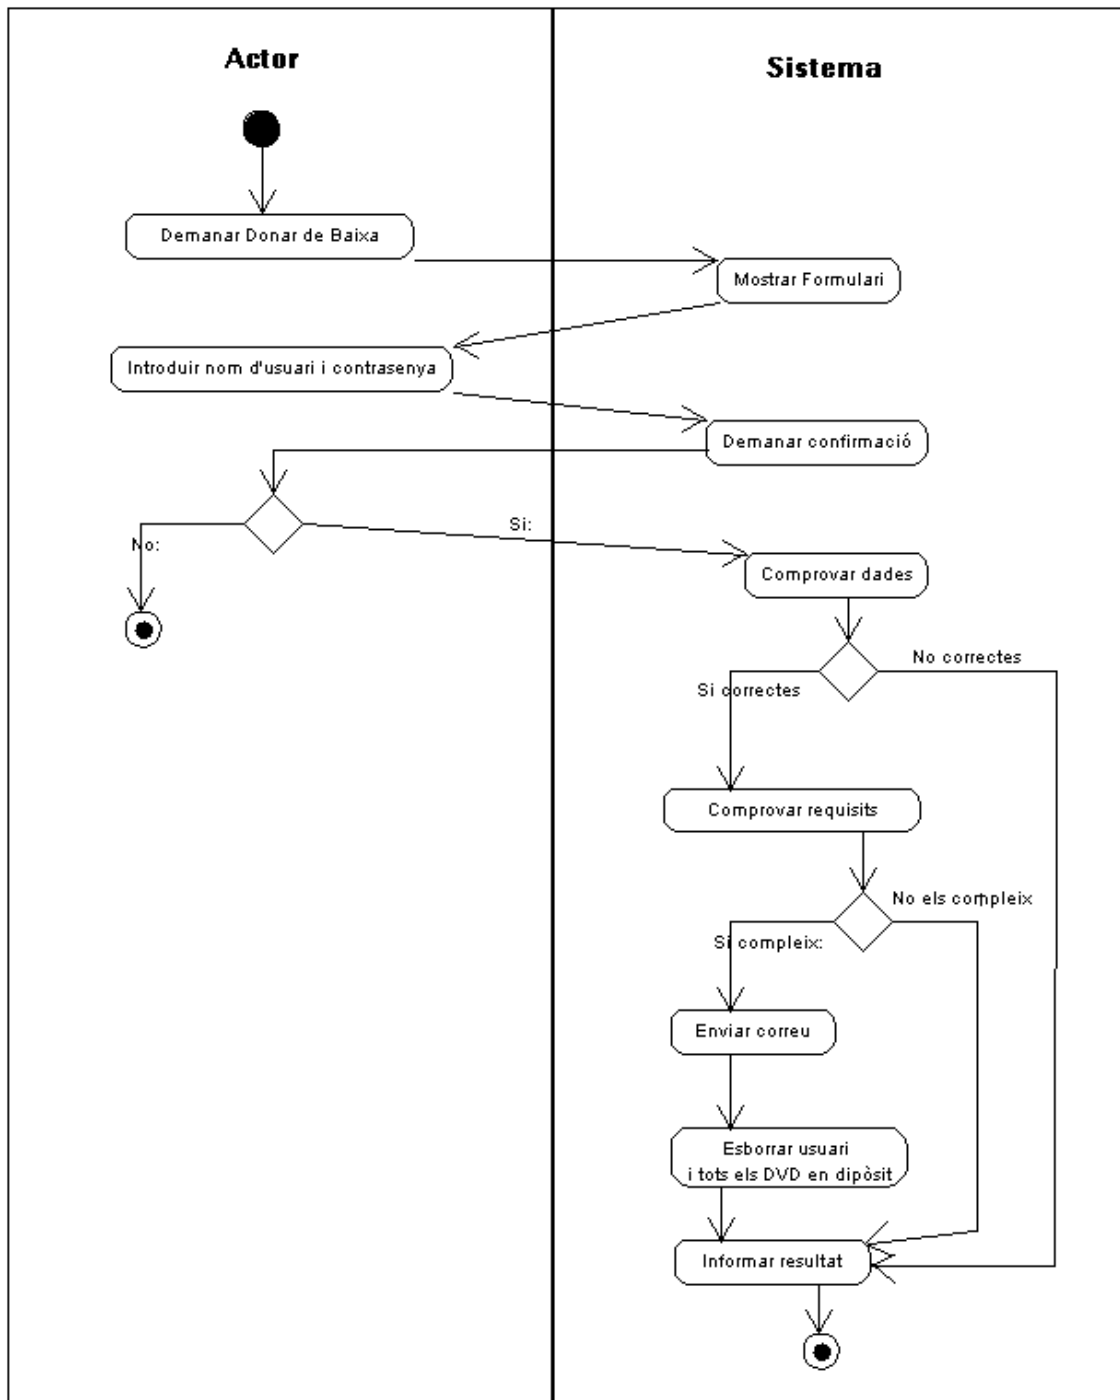 Actor
Sistema
Demanar Donar de Baixa
Mostrar Formulari
Introduir nom d'usuari i contrasenya
Demanar confirmació
Si:
No:
Comprovar dades
No correctes
Si correctes
Comprovar requisits
No els compleix
Si compleix:
Enviar correu
Esborrar usuari
i tots els DVD en dipòsit
Informar resultat